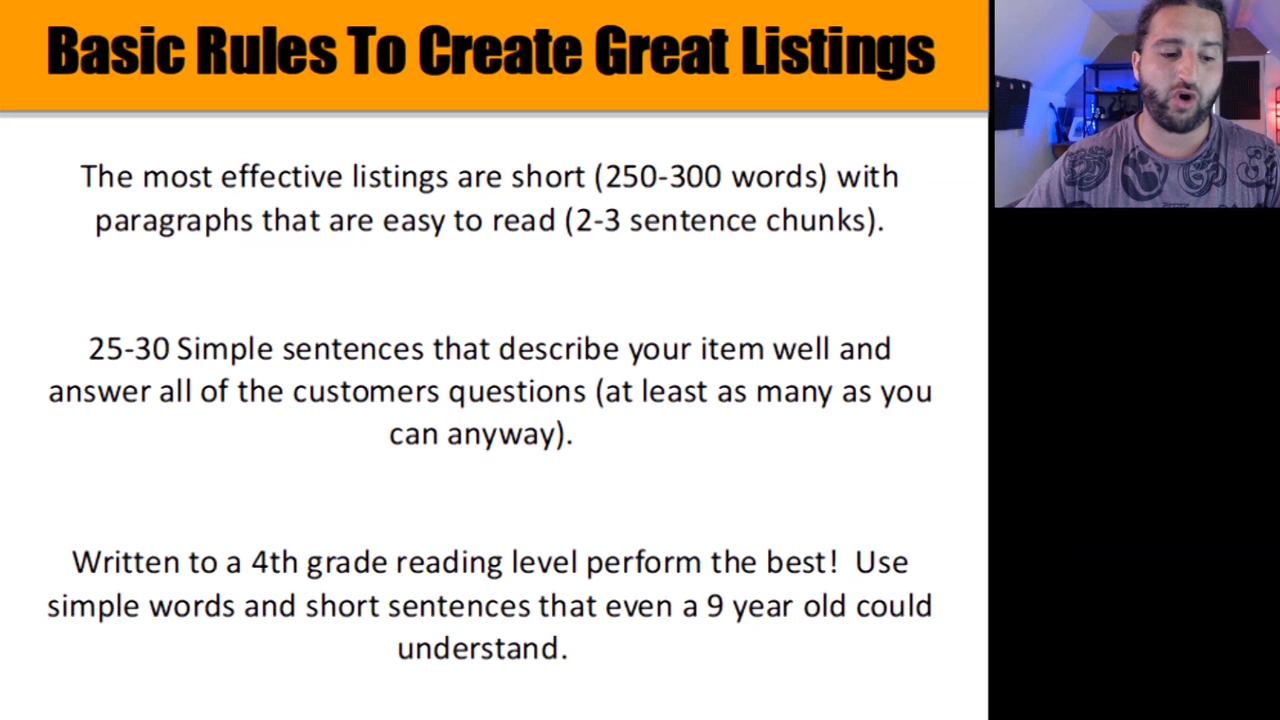 Basic Rules To Create Great Listings
The most effective listings are short (250-300 words) with
paragraphs that are easy to read (2-3 sentence chunks).
25-30 Simple sentences that describe your item well and
answer all of the customers questions (at least as many as you
can anyway).
Written to a 4th grade reading level perform the best!  Use
simple words and short sentences that even a 9 year old could
understand.